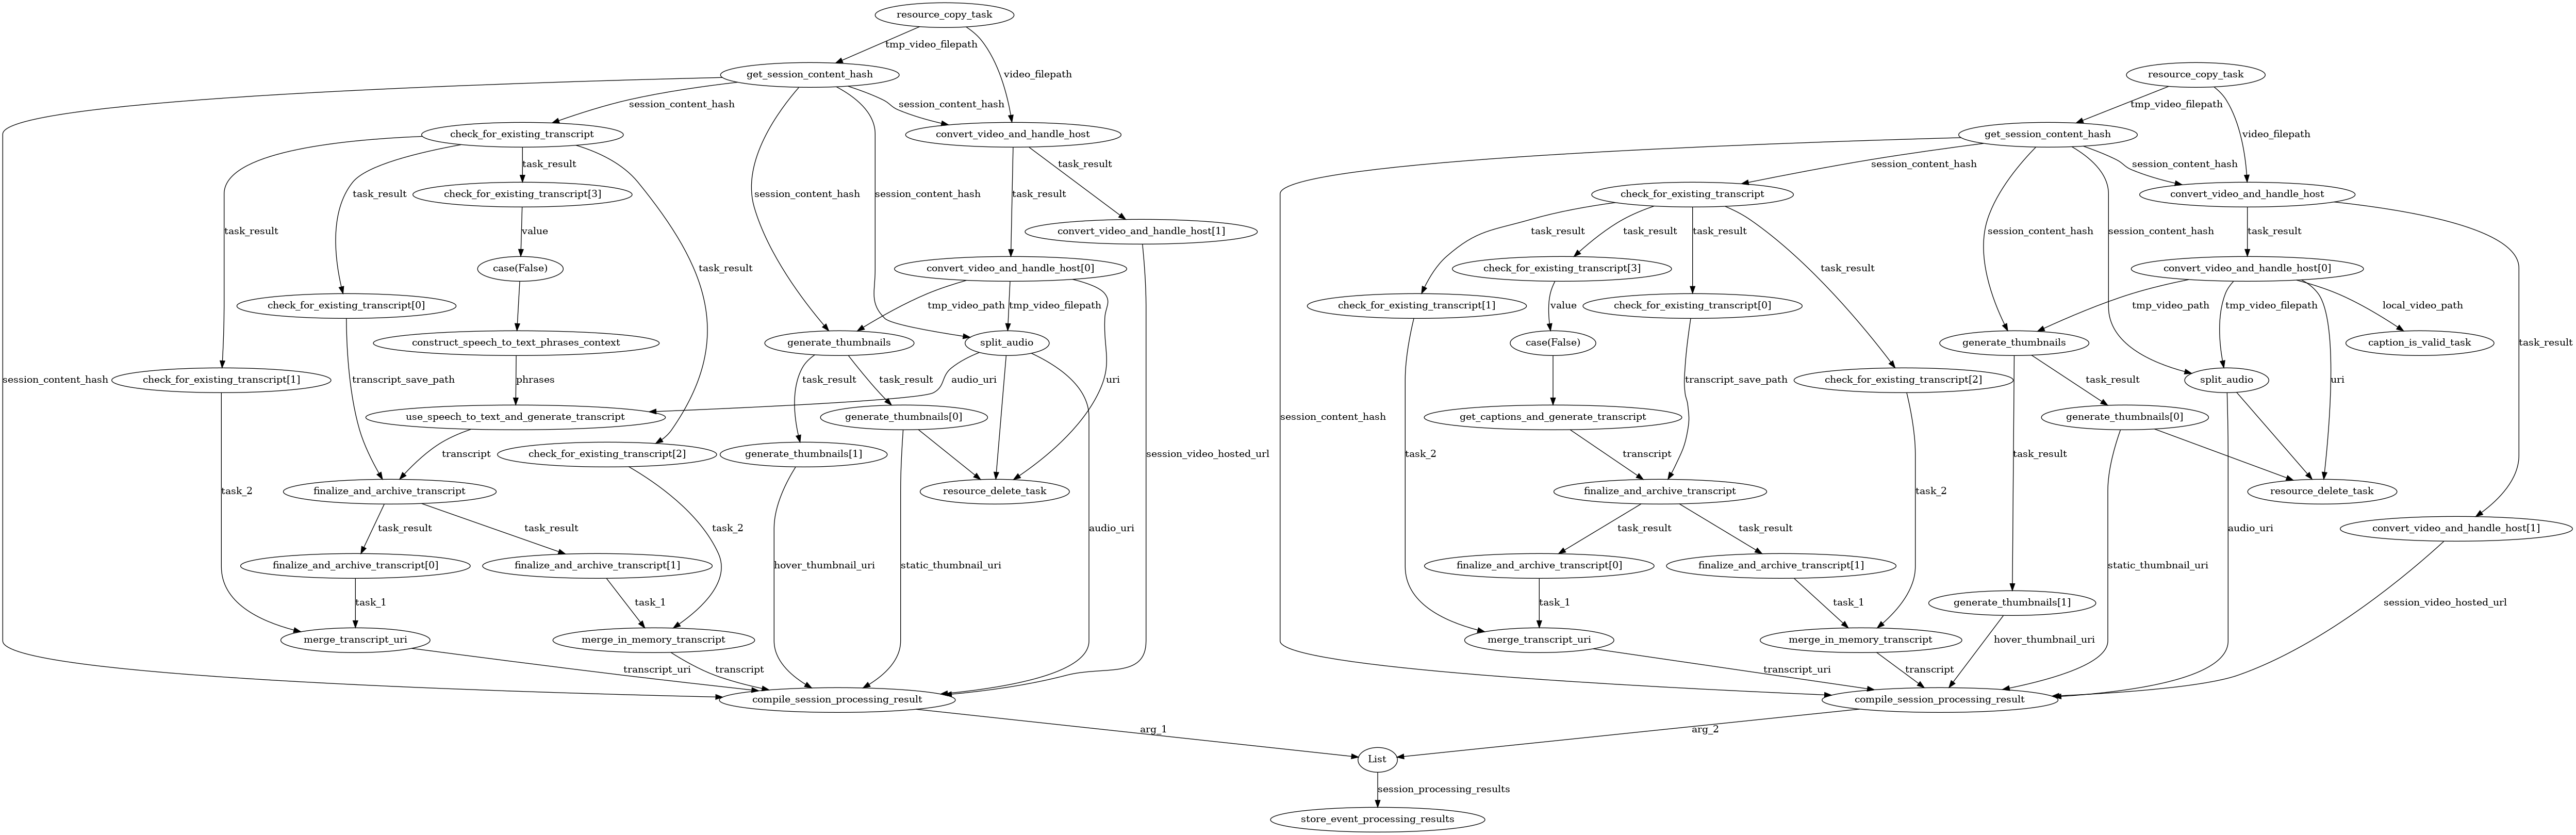 resource_copy_task
tmp_video_filepath
get_session_content_hash
video_filepath
session_content_hash
session_content_hash
check_for_existing_transcript
convert_video_and_handle_host
task_result
task_result
check_for_existing_transcript[3]
task_result
session_content_hash
session_content_hash
task_result
task_result
value
convert_video_and_handle_host[1]
case(False)
task_result
convert_video_and_handle_host[0]
check_for_existing_transcript[0]
tmp_video_path
tmp_video_filepath
construct_speech_to_text_phrases_context
generate_thumbnails
split_audio
session_content_hash
check_for_existing_transcript[1]
transcript_save_path
phrases
task_result
task_result
audio_uri
uri
use_speech_to_text_and_generate_transcript
generate_thumbnails[0]
transcript
check_for_existing_transcript[2]
generate_thumbnails[1]
session_video_hosted_url
task_2
finalize_and_archive_transcript
resource_delete_task
task_result
task_result
task_2
audio_uri
finalize_and_archive_transcript[0]
finalize_and_archive_transcript[1]
hover_thumbnail_uri
static_thumbnail_uri
task_1
task_1
merge_transcript_uri
merge_in_memory_transcript
transcript_uri
transcript
compile_session_processing_result
resource_copy_task
tmp_video_filepath
get_session_content_hash
video_filepath
session_content_hash
session_content_hash
check_for_existing_transcript
convert_video_and_handle_host
task_result
task_result
task_result
session_content_hash
session_content_hash
task_result
check_for_existing_transcript[3]
task_result
convert_video_and_handle_host[0]
check_for_existing_transcript[1]
value
check_for_existing_transcript[0]
tmp_video_path
tmp_video_filepath
local_video_path
case(False)
generate_thumbnails
caption_is_valid_task
task_result
transcript_save_path
check_for_existing_transcript[2]
task_result
split_audio
uri
session_content_hash
get_captions_and_generate_transcript
generate_thumbnails[0]
task_2
transcript
task_result
finalize_and_archive_transcript
task_2
resource_delete_task
task_result
task_result
audio_uri
convert_video_and_handle_host[1]
finalize_and_archive_transcript[0]
finalize_and_archive_transcript[1]
static_thumbnail_uri
task_1
task_1
generate_thumbnails[1]
session_video_hosted_url
merge_transcript_uri
merge_in_memory_transcript
hover_thumbnail_uri
transcript_uri
transcript
compile_session_processing_result
arg_1
arg_2
List
session_processing_results
store_event_processing_results